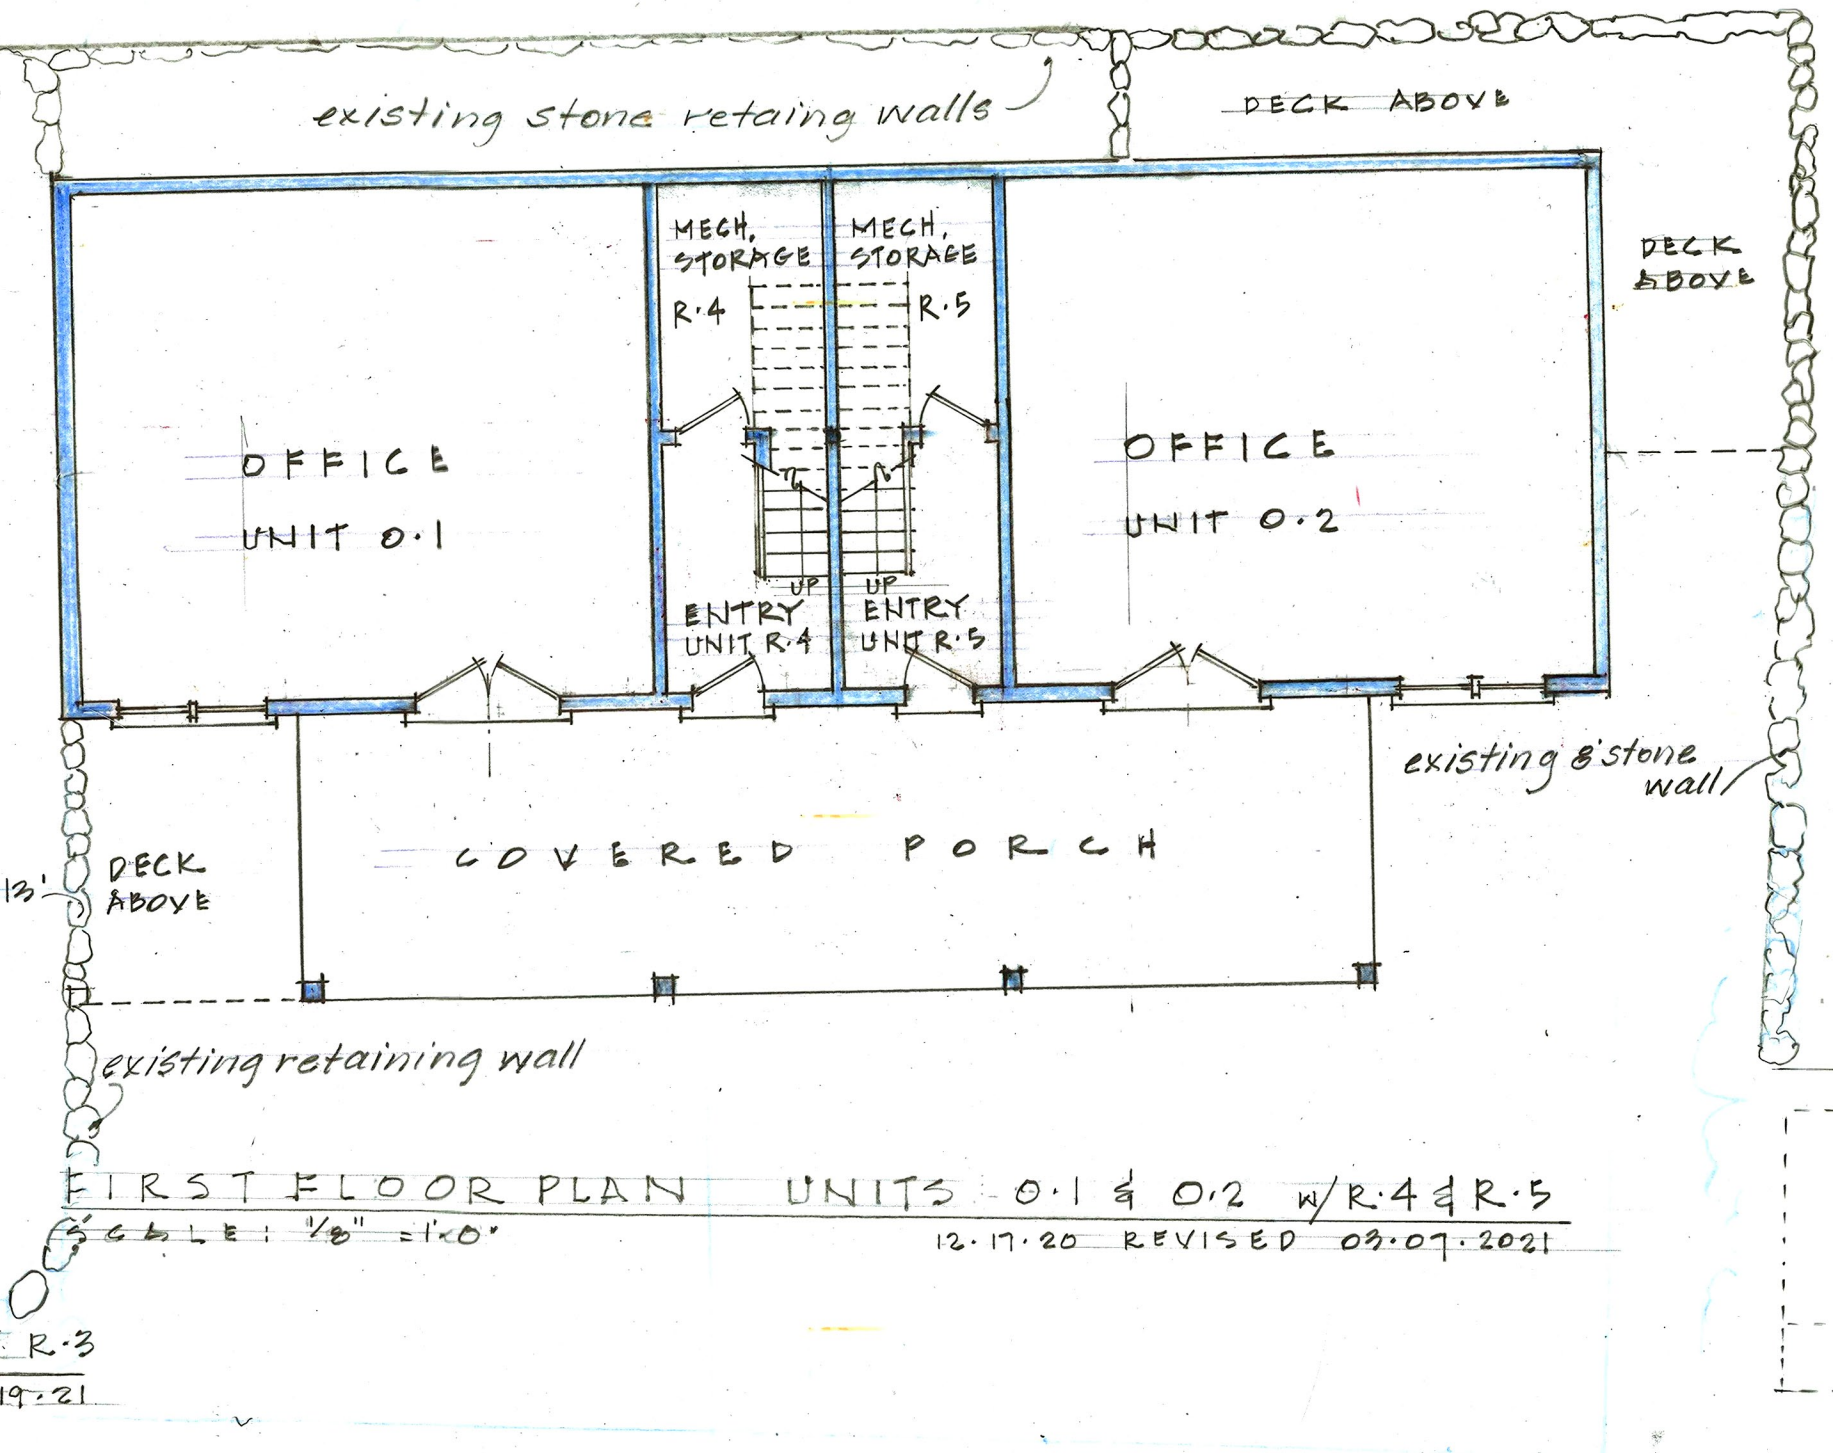 existing stone retaing walls
DECK ABOVE
MECH.
STORAGE
R.4
MECH.
STORAGE
R.5
DECK
ABOVE
OFFICE
UNIT 0.1
OFFICE
UNIT 0.2
UP
UP
ENTRY
UNIT R.4
ENTRY
UNIT R.5
existing 8' stone
wall
COVERED PORCH
DECK
ABOVE
13'
existing retaining wall
FIRST FLOOR PLAN UNITS 0.1 & 0.2 W/R.4 & R.5
SCALE: 1/8" = 1'-0"
12.17.20 REVISED 03.07.2021
R.3
19.21